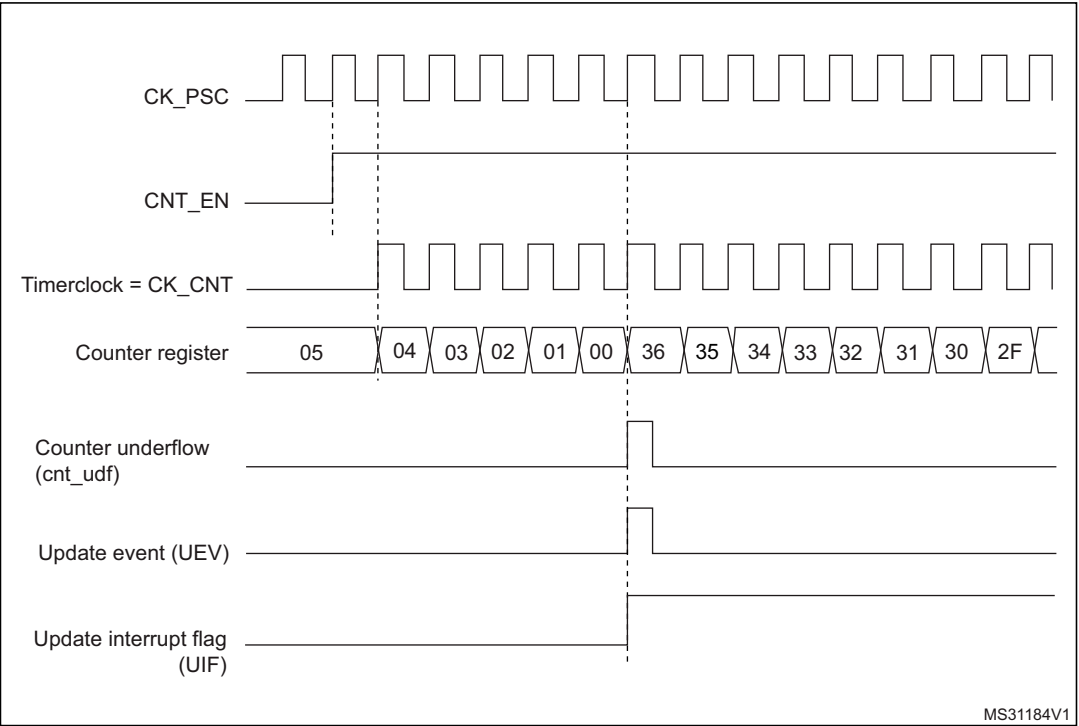 CK_PSC
CNT_EN
Timerclock = CK_CNT
Counter register 05 04 03 02 01 00 36 35 34 33 32 31 30 2F
Counter underflow
(cnt_udf)
Update event (UEV)
Update interrupt flag
(UIF)
MS31184V1